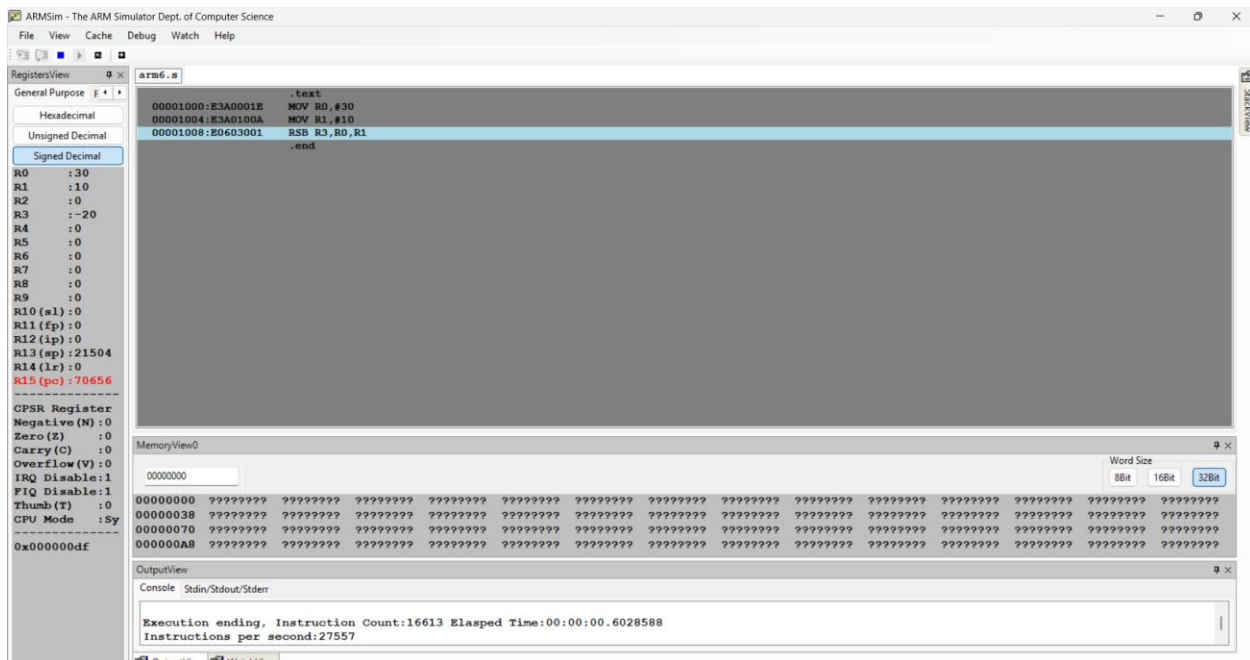 ARMSim - The ARM Simulator Dept. of Computer Science
File View Cache Debug Watch Help
RegistersView
General Purpose
Hexadecimal
Unsigned Decimal
Signed Decimal
R0 :30
R1 :10
R2 :0
R3 :-20
R4 :0
R5 :0
R6 :0
R7 :0
R8 :0
R9 :0
R10(sl):0
R11(fp):0
R12(ip):0
R13(sp):21504
R14(lr):0
R15(pc):70656
---------------
CPSR Register
Negative(N):0
Zero(Z) :0
Carry(C) :0
Overflow(V):0
IRQ Disable:1
FIQ Disable:1
Thumb(T) :0
CPU Mode :Sy
---------------
0x000000df
arm6.s
.text
00001000:E3A0001E MOV R0,#30
00001004:E3A0100A MOV R1,#10
00001008:E0603001 RSB R3,R0,R1
.end
StackView
MemoryView0
00000000
Word Size
8Bit 16Bit 32Bit
00000000 ???????? ???????? ???????? ???????? ???????? ???????? ???????? ???????? ???????? ???????? ???????? ???????? ???????? ????????
00000038 ???????? ???????? ???????? ???????? ???????? ???????? ???????? ???????? ???????? ???????? ???????? ???????? ???????? ????????
00000070 ???????? ???????? ???????? ???????? ???????? ???????? ???????? ???????? ???????? ???????? ???????? ???????? ???????? ????????
000000A8 ???????? ???????? ???????? ???????? ???????? ???????? ???????? ???????? ???????? ???????? ???????? ???????? ???????? ????????
OutputView
Console Stdin/Stdout/Stderr
Execution ending, Instruction Count:16613 Elasped Time:00:00:00.6028588
Instructions per second:27557